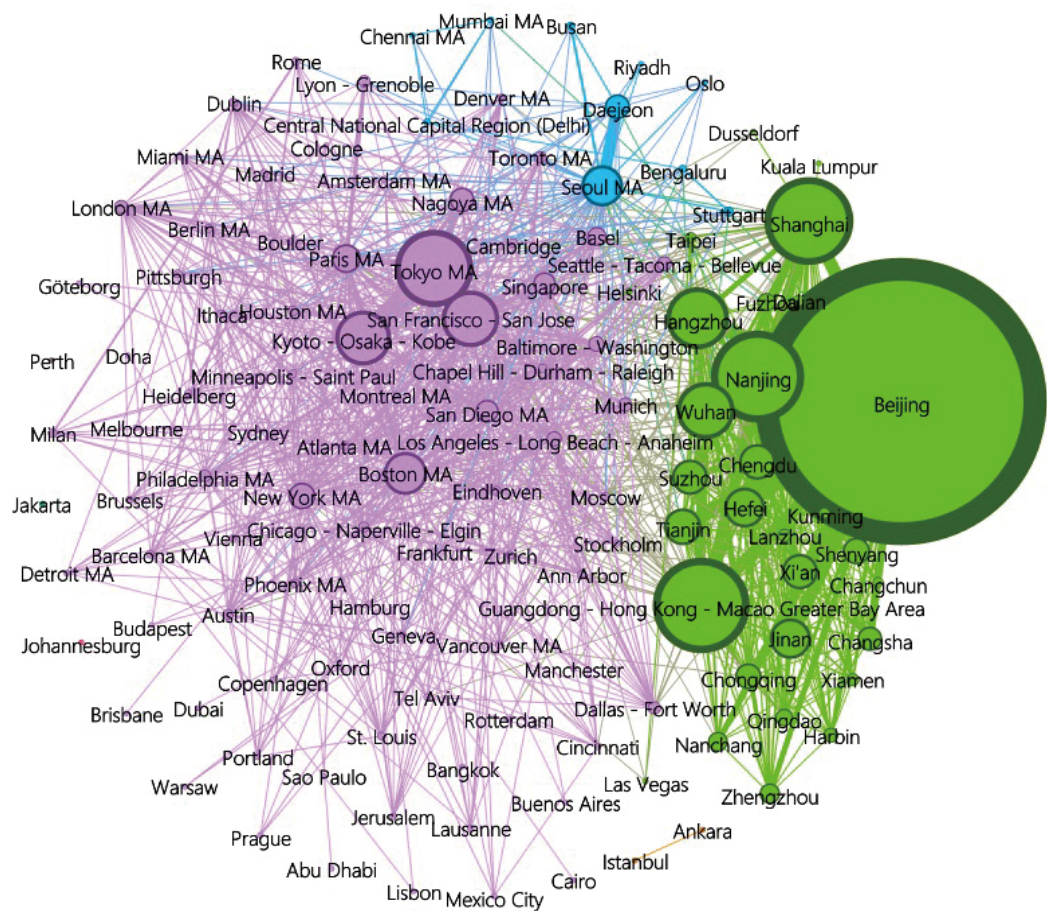 Mumbai MA
Chennai MA
Busan
Rome
Riyadh
Lyon - Grenoble
Oslo
Dublin
Denver MA
Daejeon
Central National Capital Region (Delhi)
Dusseldorf
Cologne
Miami MA
Toronto MA
Kuala Lumpur
Madrid
Bengaluru
Amsterdam MA
Seoul MA
Nagoya MA
London MA
Stuttgart
Shanghai
Berlin MA
Basel
Boulder
Cambridge
Taipei
Paris MA
Seattle - Tacoma - Bellevue
Tokyo MA
Pittsburgh
Singapore
Göteborg
Helsinki
Fuzhou
Dalian
Ithaca
Houston MA
San Francisco - San Jose
Hangzhou
Kyoto - Osaka - Kobe
Baltimore - Washington
Perth
Doha
Minneapolis - Saint Paul
Chapel Hill - Durham - Raleigh
Nanjing
Heidelberg
Montreal MA
Munich
Beijing
San Diego MA
Wuhan
Milan
Melbourne
Sydney
Atlanta MA
Los Angeles - Long Beach - Anaheim
Chengdu
Philadelphia MA
Boston MA
Suzhou
Jakarta
Brussels
New York MA
Eindhoven
Moscow
Hefei
Kunming
Chicago - Naperville - Elgin
Tianjin
Vienna
Lanzhou
Barcelona MA
Frankfurt
Zurich
Stockholm
Shenyang
Detroit MA
Phoenix MA
Ann Arbor
Xi'an
Changchun
Austin
Hamburg
Guangdong - Hong Kong - Macao Greater Bay Area
Budapest
Geneva
Johannesburg
Vancouver MA
Jinan
Changsha
Oxford
Manchester
Copenhagen
Chongqing
Xiamen
Tel Aviv
Brisbane
Dubai
Dallas - Fort Worth
Rotterdam
Qingdao
St. Louis
Cincinnati
Nanchang
Harbin
Portland
Sao Paulo
Bangkok
Warsaw
Las Vegas
Zhengzhou
Buenos Aires
Jerusalem
Lausanne
Prague
Ankara
Abu Dhabi
Istanbul
Cairo
Lisbon
Mexico City